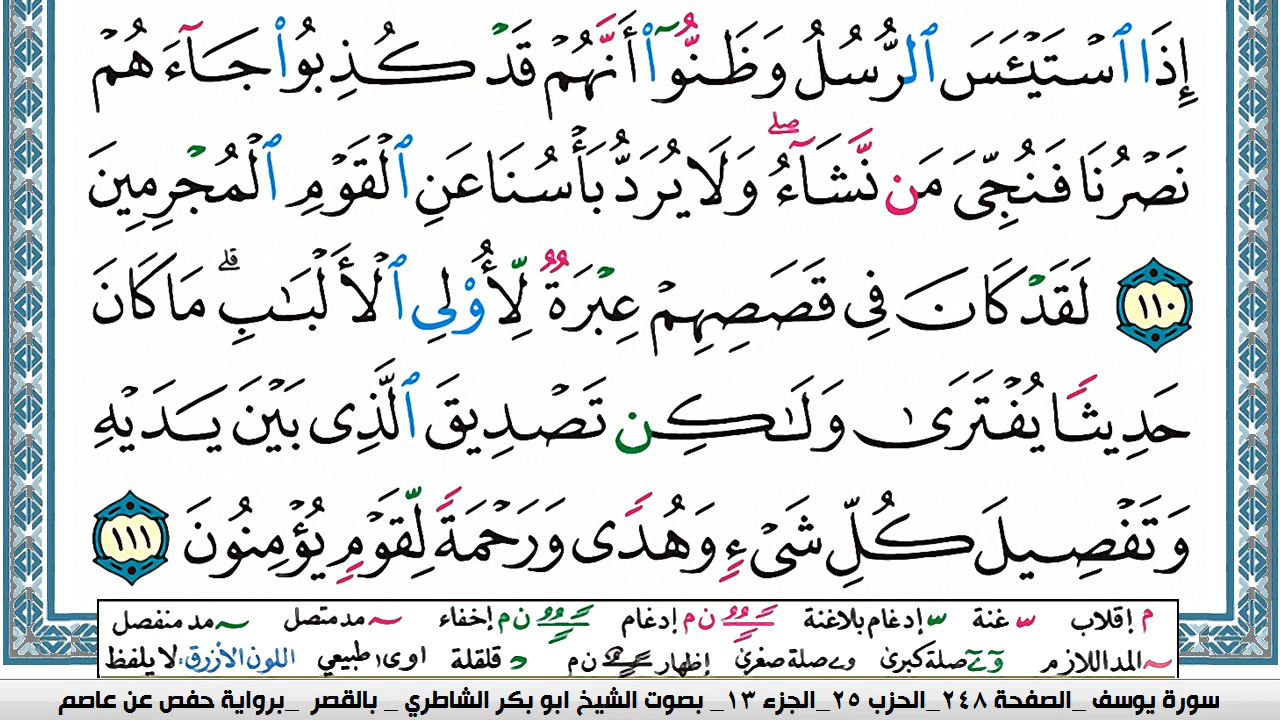 إِذَا ٱسْتَيْـَٔسَ ٱلرُّسُلُ وَظَنُّوٓا۟ أَنَّهُمْ قَدْ كُذِبُوا۟ جَآءَهُمْ
نَصْرُنَا فَنُجِّىَ مَن نَّشَآءُ ۖ وَلَا يُرَدُّ بَأْسُنَا عَنِ ٱلْقَوْمِ ٱلْمُجْرِمِينَ
١١٠ لَقَدْ كَانَ فِى قَصَصِهِمْ عِبْرَةٌ لِّأُو۟لِى ٱلْأَلْبَـٰبِ ۗ مَا كَانَ
حَدِيثًا يُفْتَرَىٰ وَلَـٰكِن تَصْدِيقَ ٱلَّذِى بَيْنَ يَدَيْهِ
وَتَفْصِيلَ كُلِّ شَىْءٍ وَهُدًى وَرَحْمَةً لِّقَوْمٍ يُؤْمِنُونَ ١١١
م إقلاب ـّ غنة ـّ إدغام بلاغنة ن م إدغام ن م إخفاء ~ مد متصل ~ مد منفصل
~ المد اللازم و ے صلة كبرى و ے صلة صغرى إظهار ن م قلقلة اوى طبيعي اللون الأزرق: لا يلفظ
سورة يوسف _الصفحة ٢٤٨_الحزب ٢٥_الجزء ١٣_ بصوت الشيخ ابو بكر الشاطري _ بالقصر _برواية حفص عن عاصم